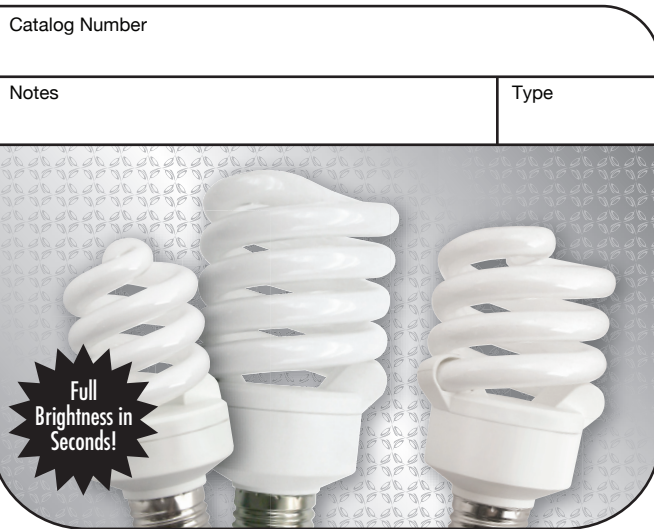 Catalog Number
Notes
Type
Full
Brightness in
Seconds!